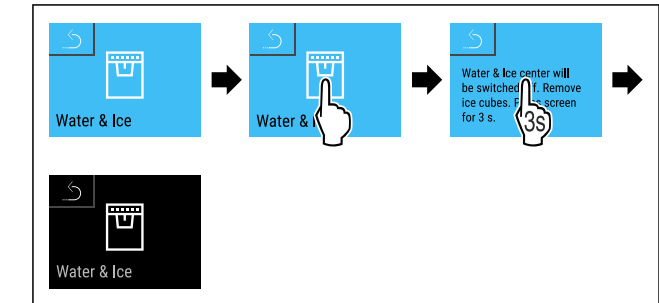 Water & Ice
Water &
Water & Ice center will
be switched f. Remove
ice cubes. P s screen
for 3 s.
3s
Water & Ice